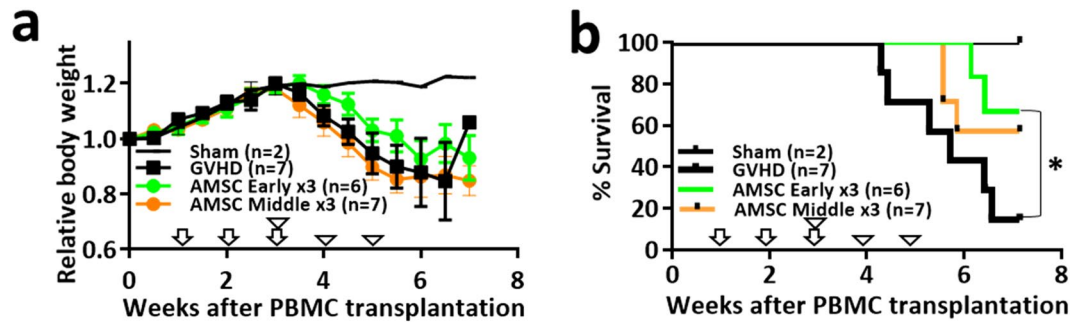 a
Relative body weight
1.2
1.0
0.8
0.6
Sham (n=2)
GVHD (n=7)
AMSC Early x3 (n=6)
AMSC Middle x3 (n=7)
0 2 4 6 8
Weeks after PBMC transplantation
b
% Survival
100
80
60
40
20
0
Sham (n=2)
GVHD (n=7)
AMSC Early x3 (n=6)
AMSC Middle x3 (n=7)
*
0 2 4 6 8
Weeks after PBMC transplantation